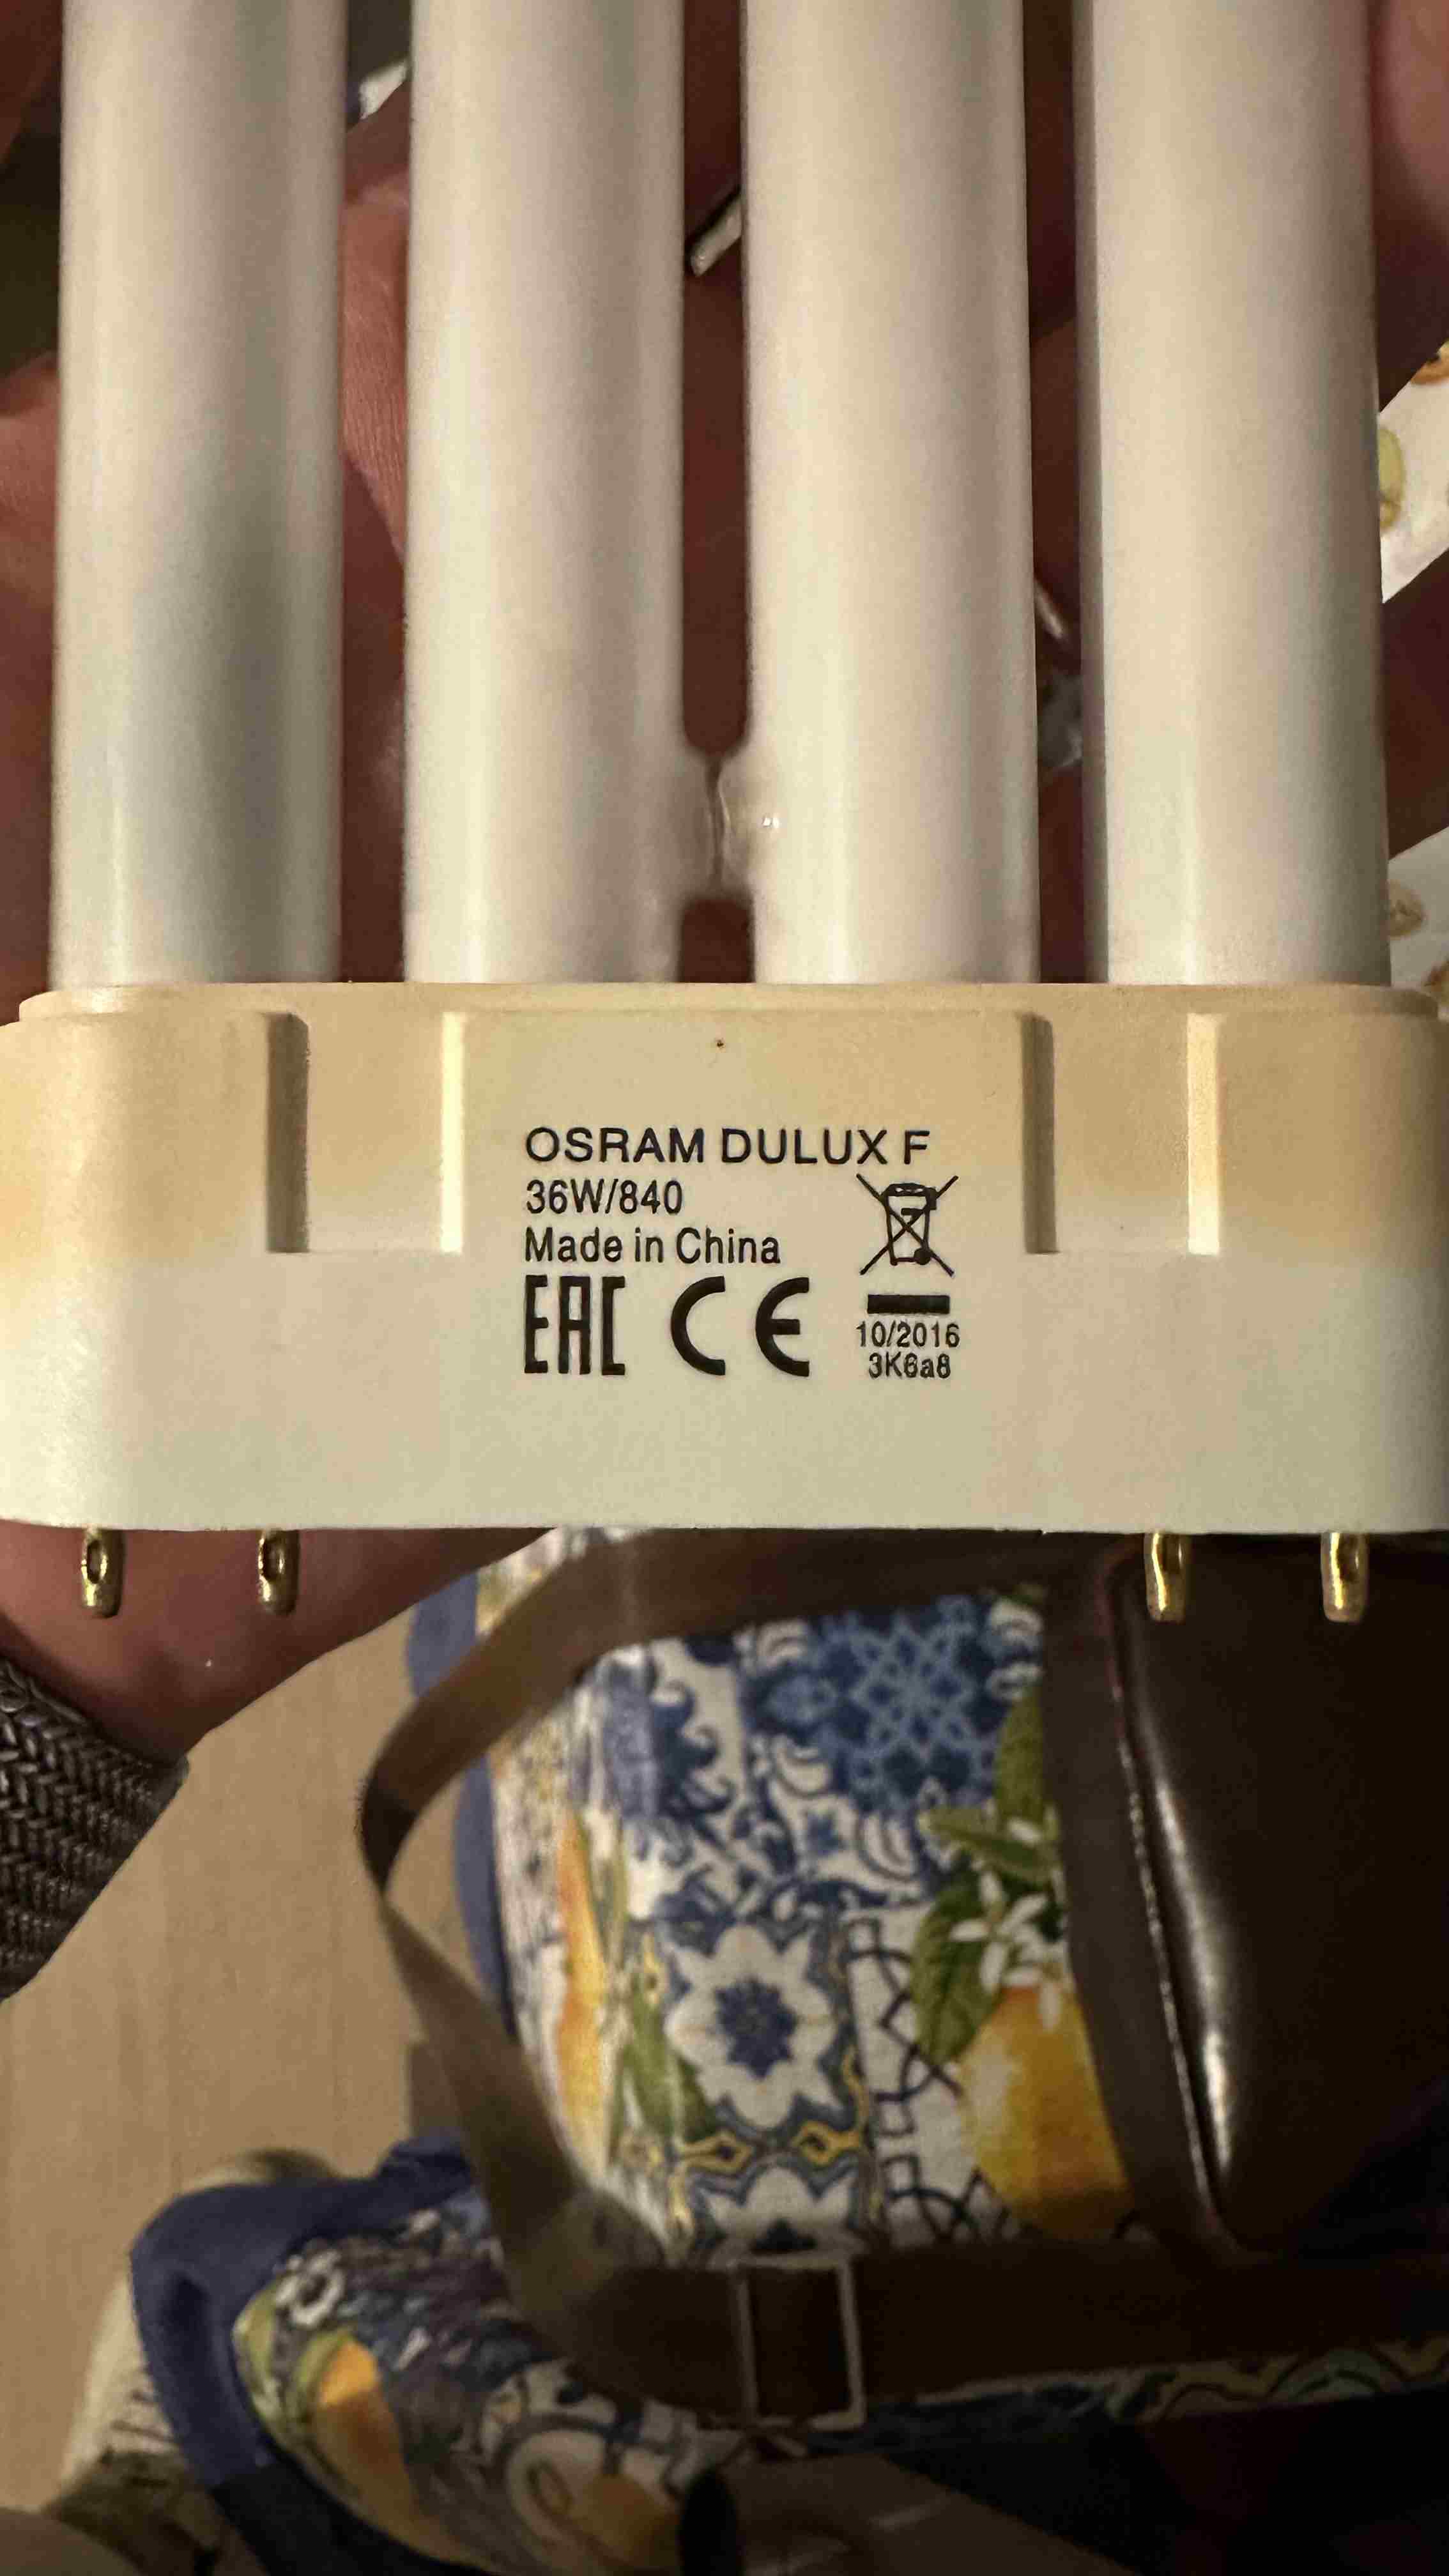 OSRAM DULUX F
36W/840
Made in China
EAC CE
10/2016
3K6a8